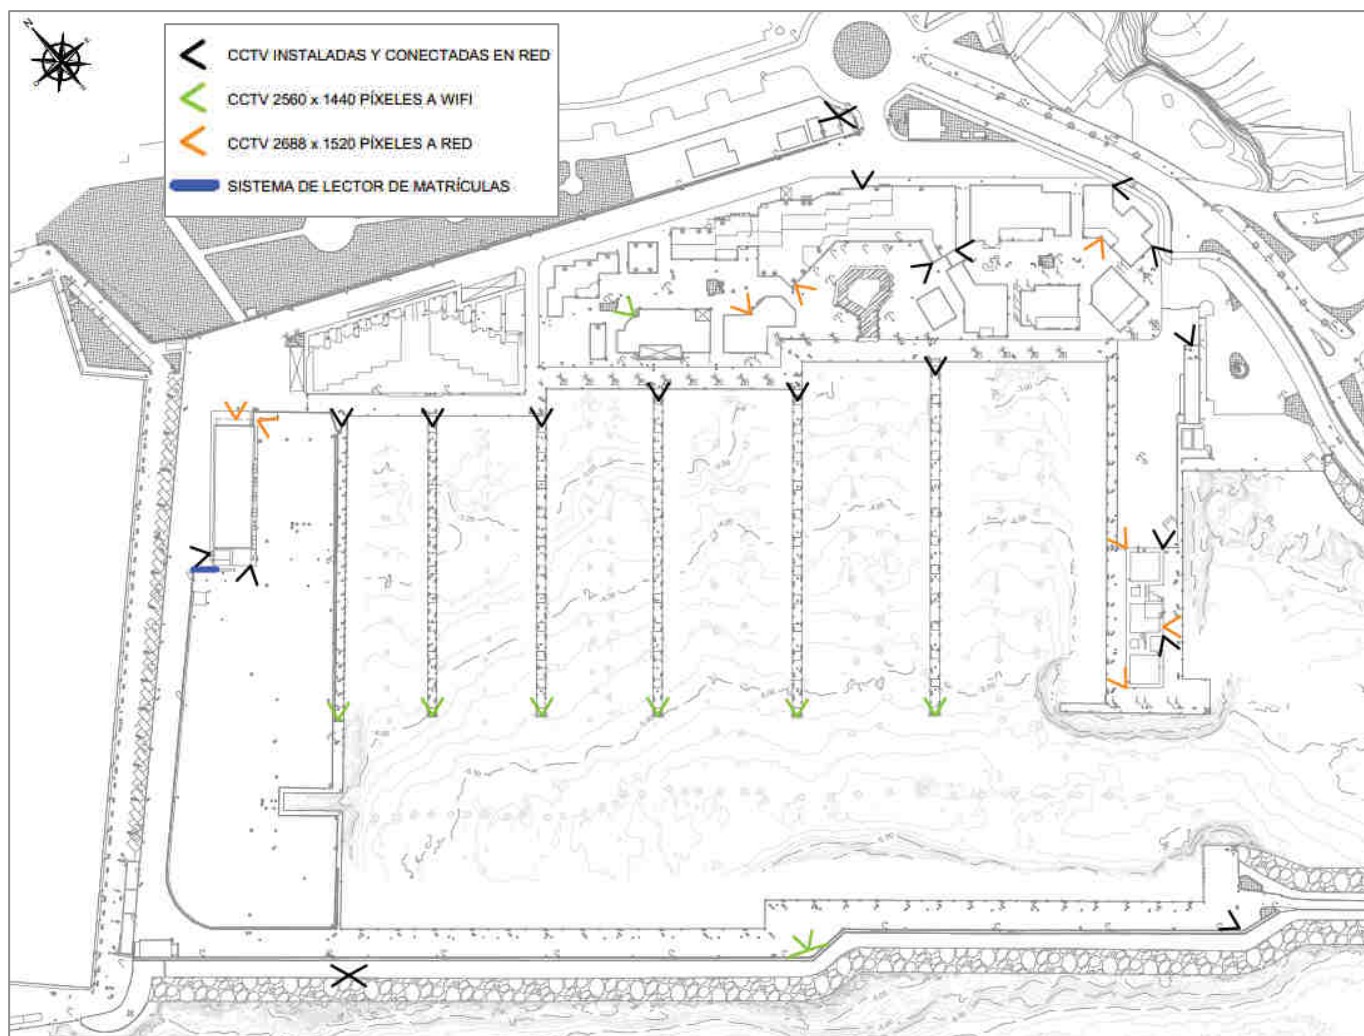 N
E
O
S
CCTV INSTALADAS Y CONECTADAS EN RED
CCTV 2560 x 1440 PÍXELES A WIFI
CCTV 2688 x 1520 PÍXELES A RED
SISTEMA DE LECTOR DE MATRÍCULAS